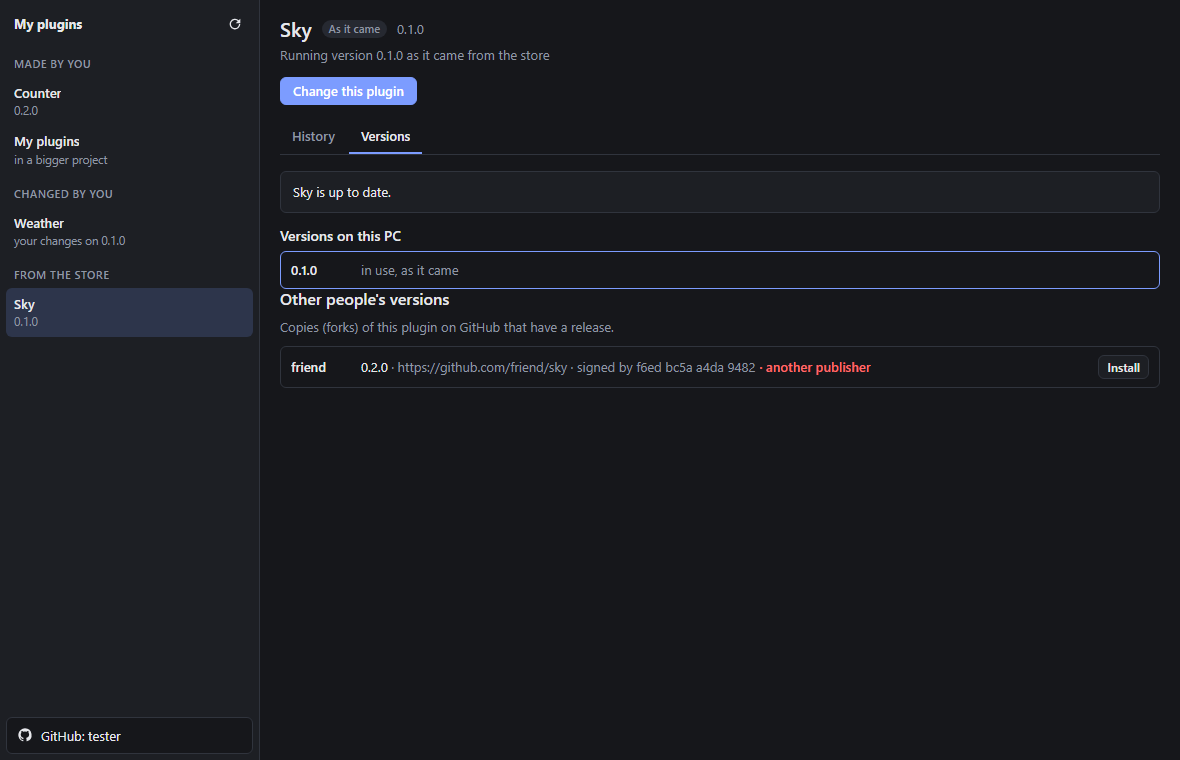 My plugins
MADE BY YOU
Counter
0.2.0
My plugins
in a bigger project
CHANGED BY YOU
Weather
your changes on 0.1.0
FROM THE STORE
Sky
0.1.0
GitHub: tester
Sky As it came 0.1.0
Running version 0.1.0 as it came from the store
Change this plugin
History Versions
Sky is up to date.
Versions on this PC
0.1.0 in use, as it came
Other people's versions
Copies (forks) of this plugin on GitHub that have a release.
friend 0.2.0 · https://github.com/friend/sky · signed by f6ed bc5a a4da 9482 · another publisher Install